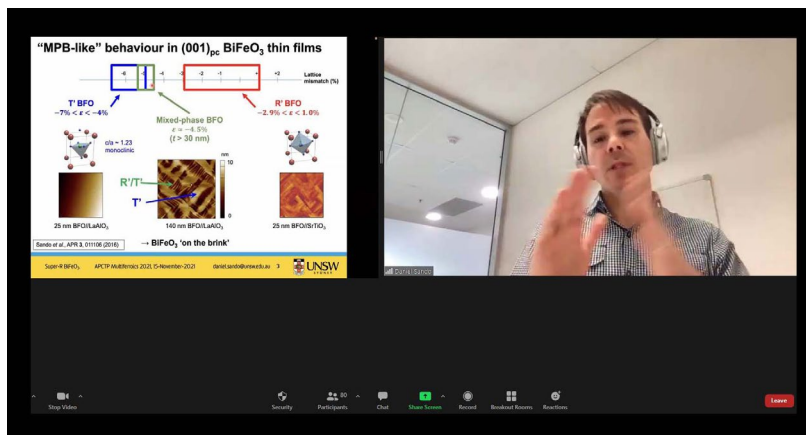 "MPB-like" behaviour in (001)pc BiFeO3 thin films
-6 -5 -4 -3 -2 -1 +1 +2
Lattice
mismatch (%)
T' BFO
−7% < ε < −4%
R' BFO
−2.9% < ε < 1.0%
Mixed-phase BFO
ε ≈ −4.5%
(t > 30 nm)
c/a ~ 1.23
monoclinic
nm
10
R'/T'
T'
0
25 nm BFO//LaAlO3
140 nm BFO//LaAlO3
25 nm BFO//SrTiO3
Sando et al., APR 3, 011106 (2016)
→ BiFeO3 'on the brink'
Super-R BiFeO3
APCTP Multiferroics 2021, 15-November-2021
daniel.sando@unsw.edu.au
3
UNSW
SYDNEY
Daniel Sando
Stop Video
Security
Participants
80
Chat
Share Screen
Record
Breakout Rooms
Reactions
Leave